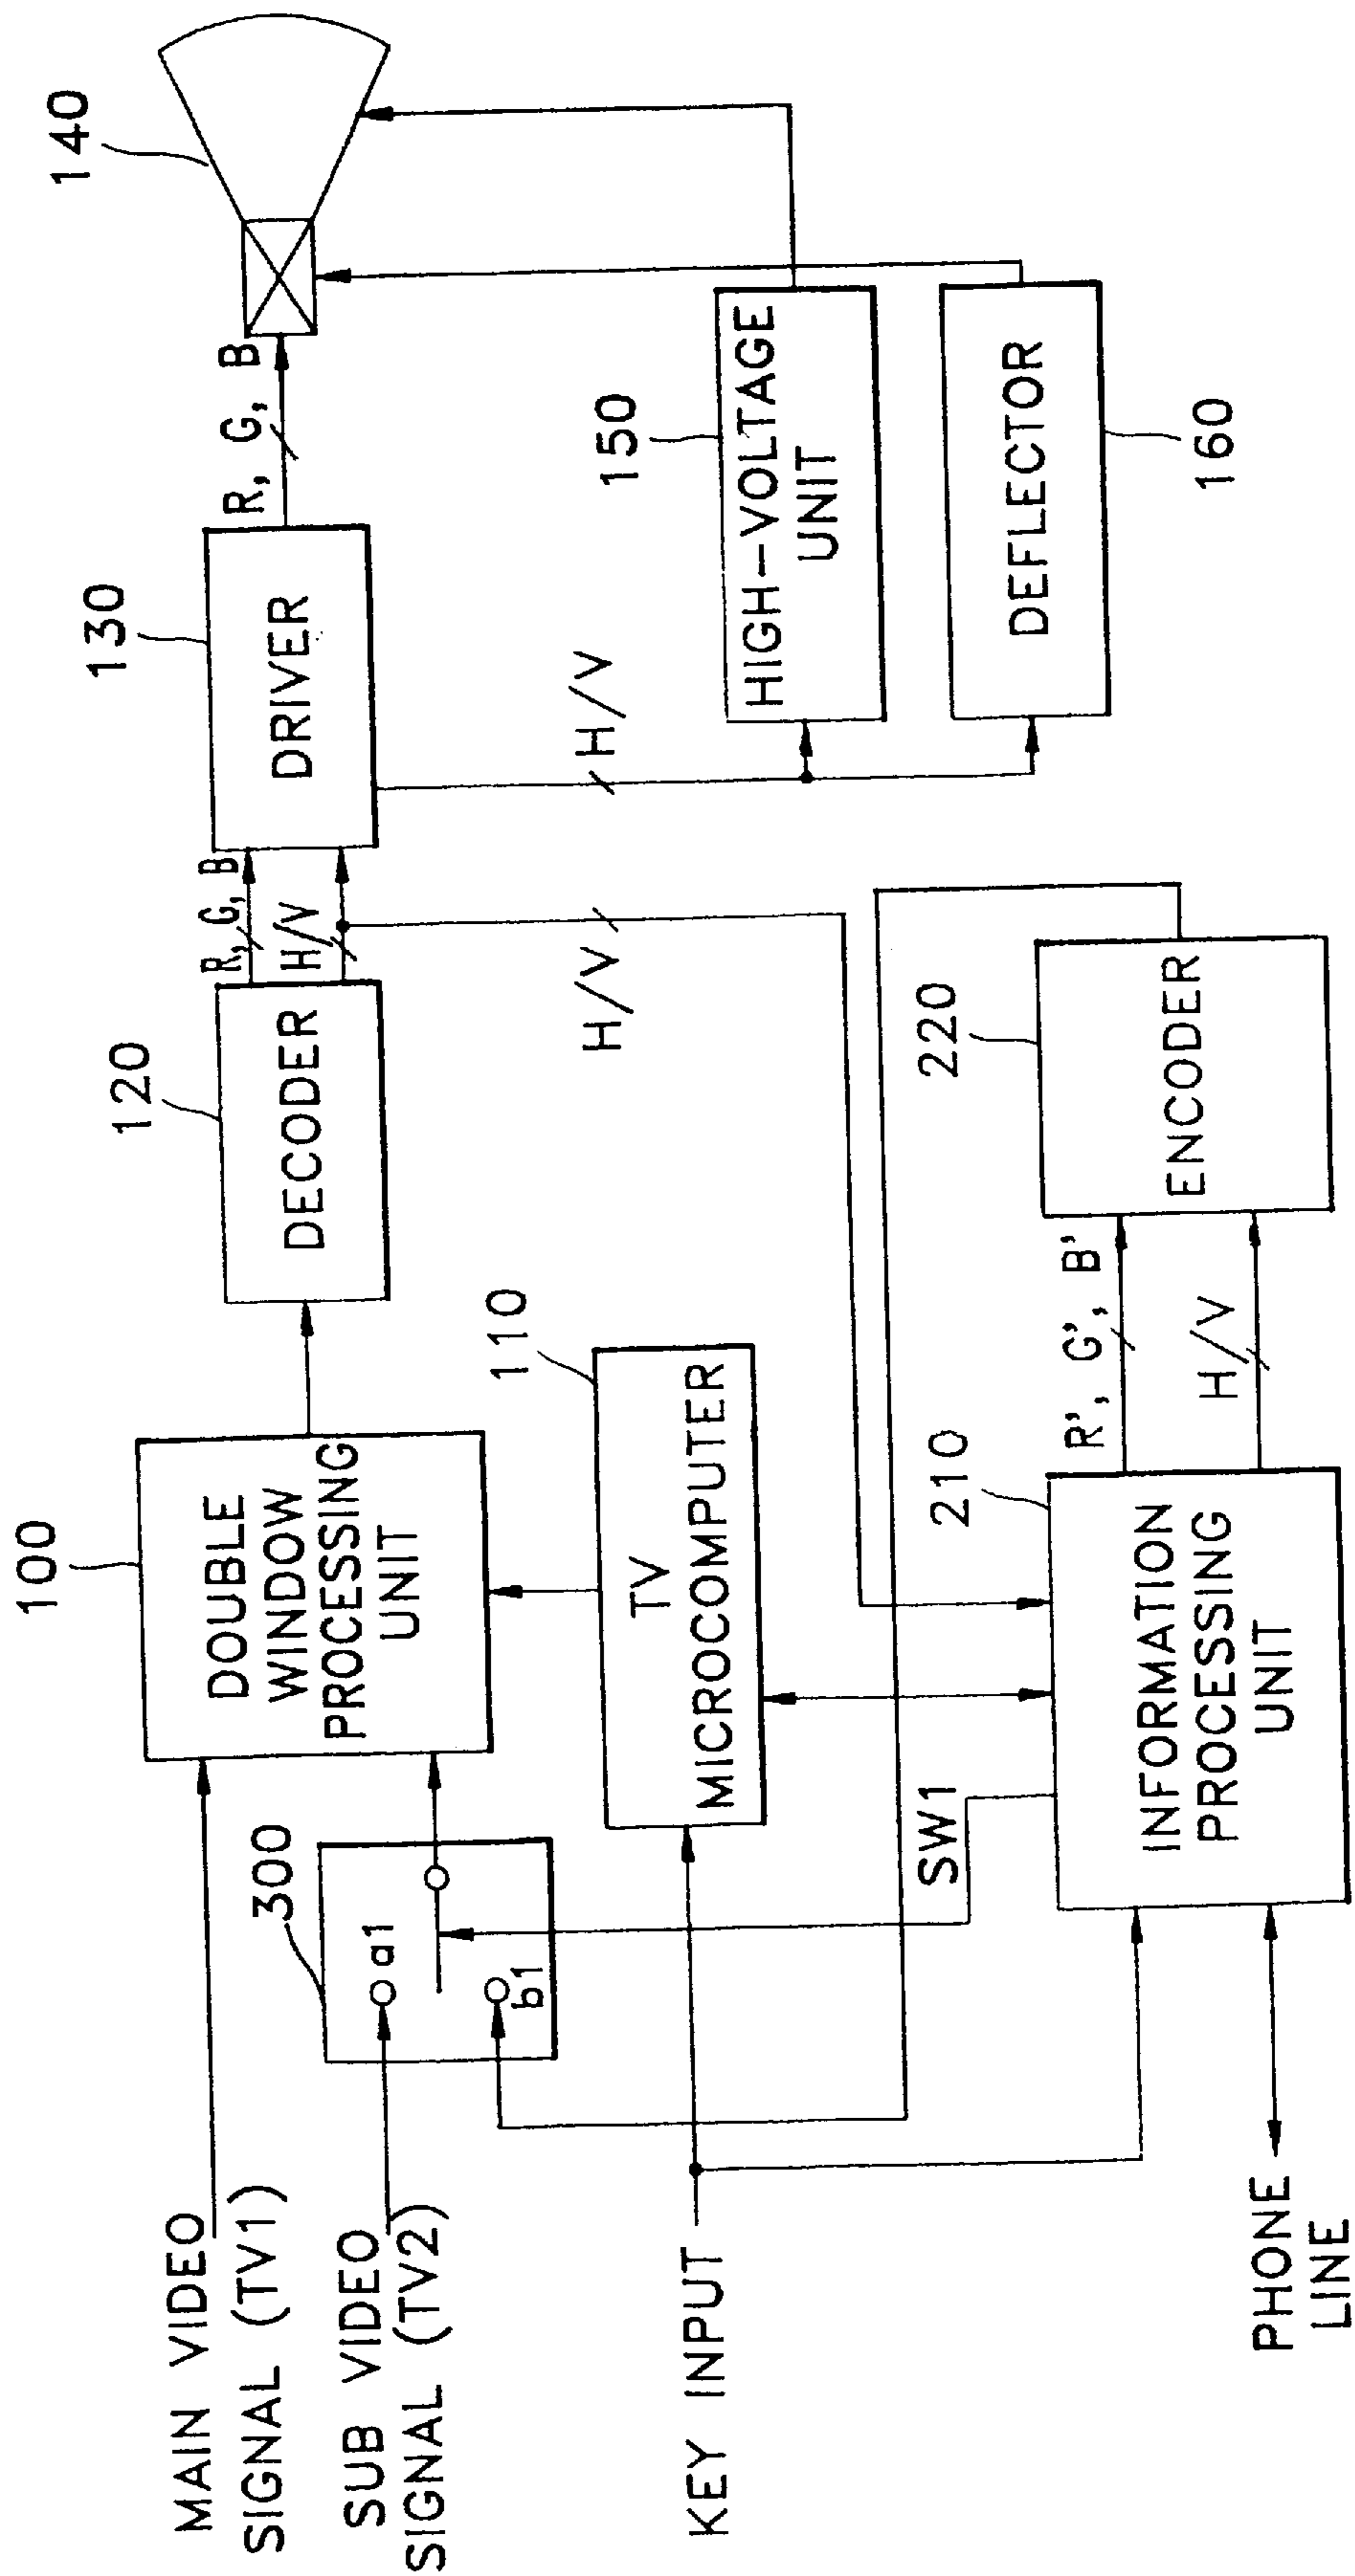 MAIN VIDEO
SIGNAL (TV1)
SUB VIDEO
SIGNAL (TV2)
KEY INPUT
PHONE
LINE
300
a1
b1
SW1
100
DOUBLE
WINDOW
PROCESSING
UNIT
110
TV
MICROCOMPUTER
210
INFORMATION
PROCESSING
UNIT
R', G', B'
H/V
220
ENCODER
120
DECODER
R, G, B
H/V
H/V
130
DRIVER
H/V
R, G, B
140
150
HIGH-VOLTAGE
UNIT
DEFLECTOR
160